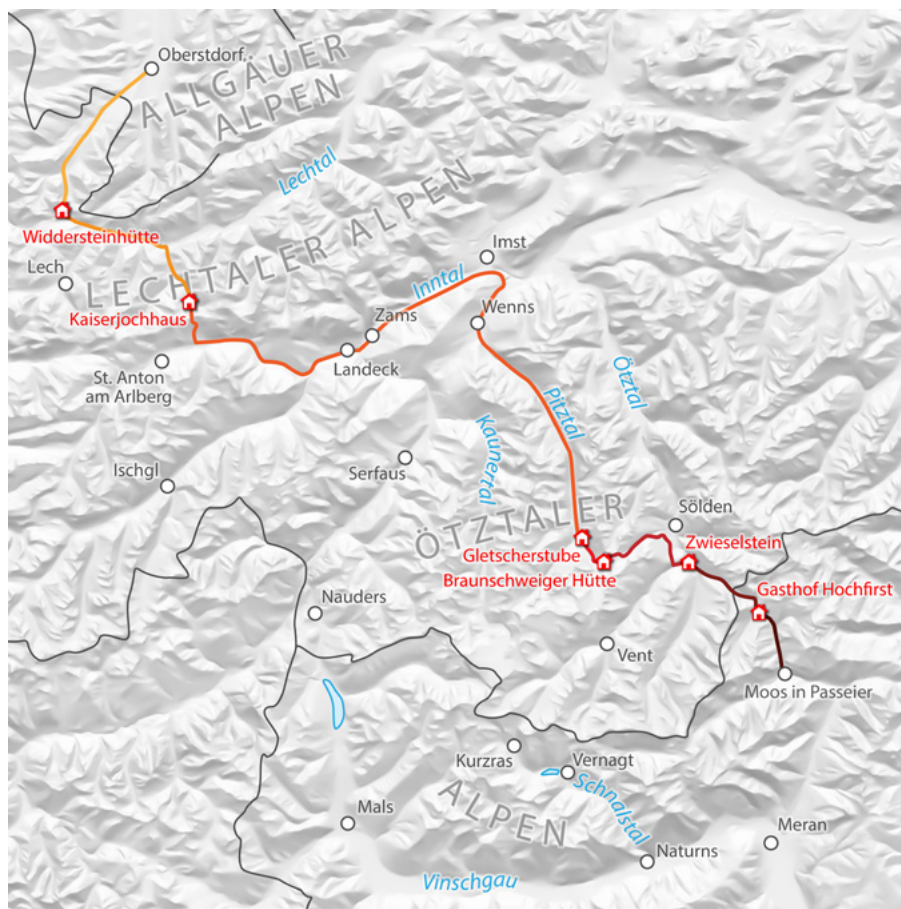 Oberstdorf
ALLGÄUER
ALPEN
Lechtal
Widdersteinhütte
Lech
LECHTALER ALPEN
Imst
Inntal
Kaiserjochhaus
Zams
Wenns
St. Anton
am Arlberg
Landeck
Ötztal
Pitztal
Kaunertal
Ischgl
Serfaus
ÖTZTALER
Sölden
Gletscherstube
Zwieselstein
Braunschweiger Hütte
Gasthof Hochfirst
Nauders
Vent
Moos in Passeier
Kurzras
Vernagt
Schnalstal
ALPEN
Mals
Meran
Naturns
Vinschgau